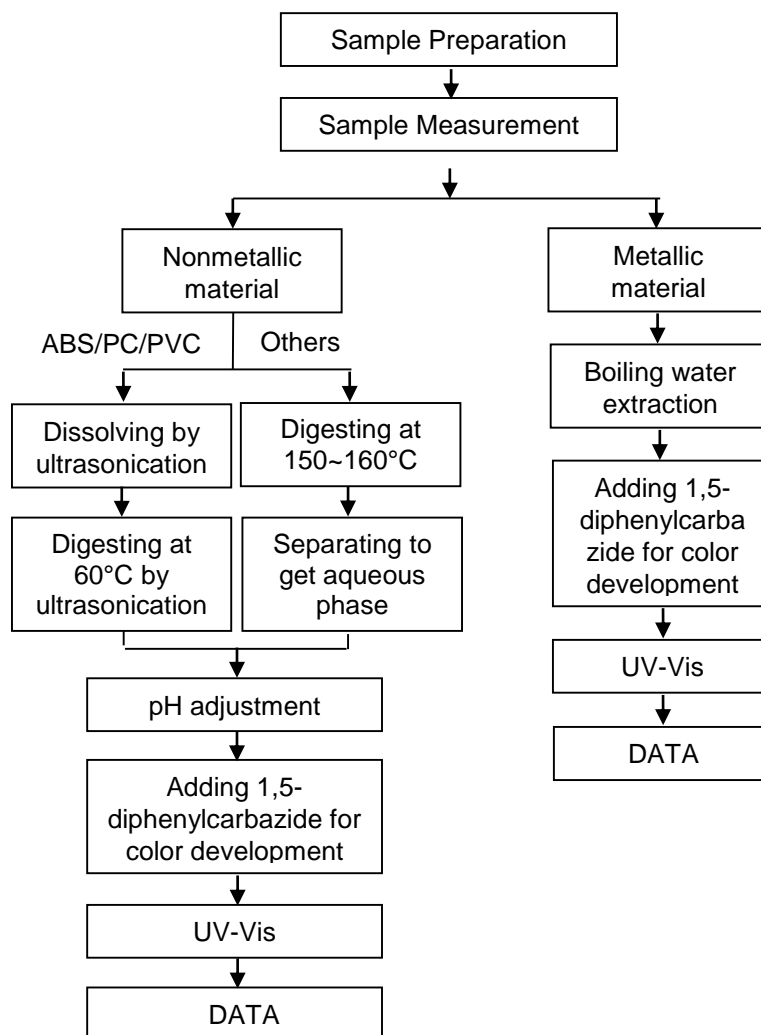 Sample Preparation
Sample Measurement
Nonmetallic
material
Metallic
material
ABS/PC/PVC
Others
Boiling water
extraction
Dissolving by
ultrasonication
Digesting at
150~160°C
Adding 1,5-
diphenylcarba
zide for color
development
Digesting at
60°C by
ultrasonication
Separating to
get aqueous
phase
UV-Vis
pH adjustment
DATA
Adding 1,5-
diphenylcarbazide for
color development
UV-Vis
DATA